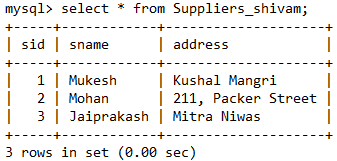 mysql> select * from Suppliers_shivam;
+-----+------------+--------------------+
| sid | sname      | address            |
+-----+------------+--------------------+
|   1 | Mukesh     | Kushal Mangri      |
|   2 | Mohan      | 211, Packer Street |
|   3 | Jaiprakash | Mitra Niwas        |
+-----+------------+--------------------+
3 rows in set (0.00 sec)